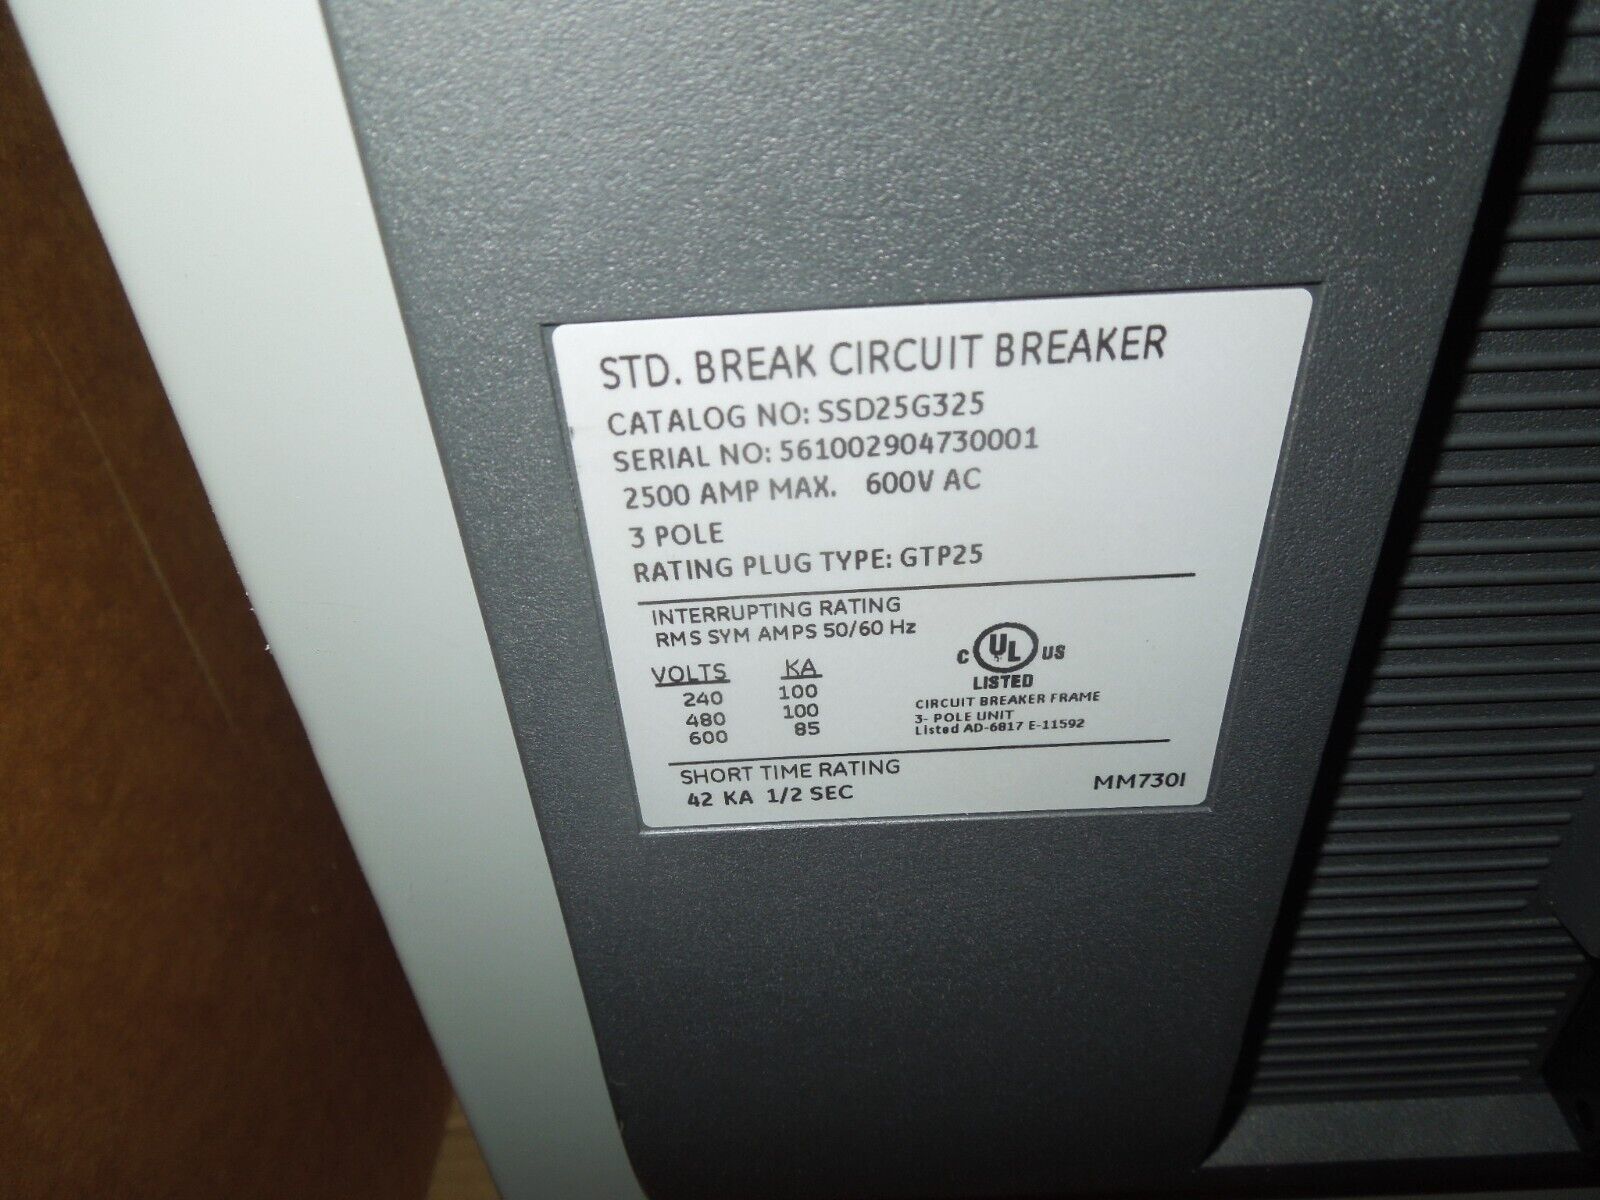 STD. BREAK CIRCUIT BREAKER
CATALOG NO: SSD25G325
SERIAL NO: 561002904730001
2500 AMP MAX. 600V AC
3 POLE
RATING PLUG TYPE: GTP25
INTERRUPTING RATING
RMS SYM AMPS 50/60 Hz
VOLTS KA
240 100
480 100
600 85
C UL US
LISTED
CIRCUIT BREAKER FRAME
3- POLE UNIT
Listed AD-6817 E-11592
SHORT TIME RATING
42 KA 1/2 SEC
MM730I